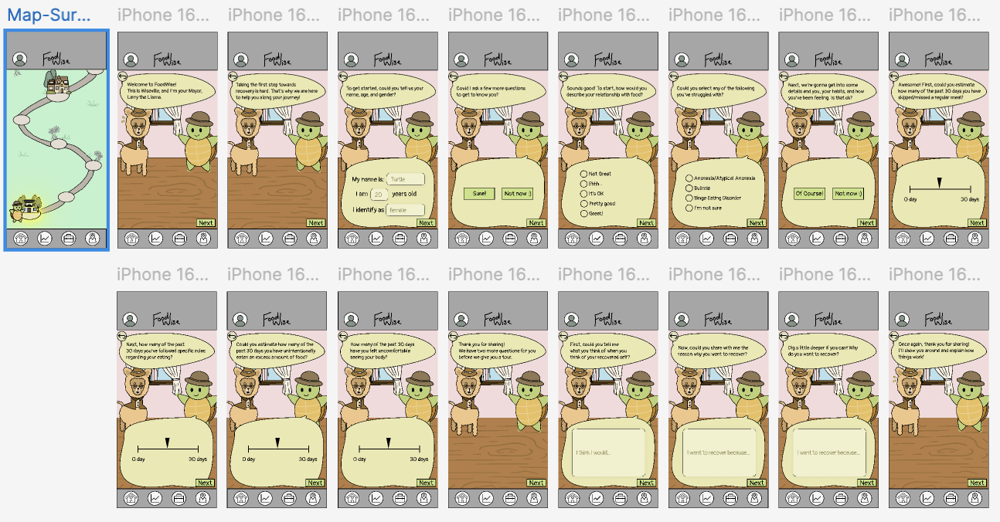 Map-Sur...
iPhone 16...
iPhone 16...
iPhone 16...
iPhone 16...
iPhone 16...
iPhone 16...
iPhone 16...
iPhone 16...
FoodWise
FoodWise
Welcome to FoodWise!
This is Wiseville, and I'm your Mayor,
Larry the Llama.
Next
FoodWise
Taking the first step towards
recovery is hard. That's why we are here
to help you along your journey!
Next
FoodWise
To get started, could you tell us your
name, age, and gender?
My name is: Turtle
I am 20 years old
I identify as female
Next
FoodWise
Could I ask a few more questions
to get to know you?
Sure!
Not now :)
Next
FoodWise
Sounds good! To start, how would you
describe your relationship with food?
Not Great
Ehh..
It's OK
Pretty good
Great!
Next
FoodWise
Could you select any of the following
you've struggled with?
Anorexia/Atypical Anorexia
Bulimia
Binge Eating Disorder
I'm not sure
Next
FoodWise
Next, we're gonna get into some
details and you, your habits, and how
you've been feeling. Is that ok?
Of Course!
Not now :)
Next
FoodWise
Awesome! First, could you estimate
how many of the past 30 days you have
skipped/missed a regular meal?
0 day
30 days
Next
iPhone 16...
iPhone 16...
iPhone 16...
iPhone 16...
iPhone 16...
iPhone 16...
iPhone 16...
iPhone 16...
FoodWise
Next, how many of the past
30 days you've followed specific rules
regarding your eating?
0 day
30 days
Next
FoodWise
Could you estimate how many of the
past 30 days you have unintentionally
eaten an excess amount of food?
0 day
30 days
Next
FoodWise
How many of the past 30 days
have you felt uncomfortable
seeing your body?
0 day
30 days
Next
FoodWise
Thank you for sharing!
We have two more questions for you
before we give you a tour.
Next
FoodWise
First, could you tell me
what you think of when you
think of your recovered self?
I think I would...
Next
FoodWise
Now, could you share with me the
reason why you want to recover?
I want to recover because...
Next
FoodWise
Dig a little deeper if you can! Why
do you want to recover?
I want to recover because...
Next
FoodWise
Once again, thank you for sharing!
I'll show you around and explain how
things work!
Next